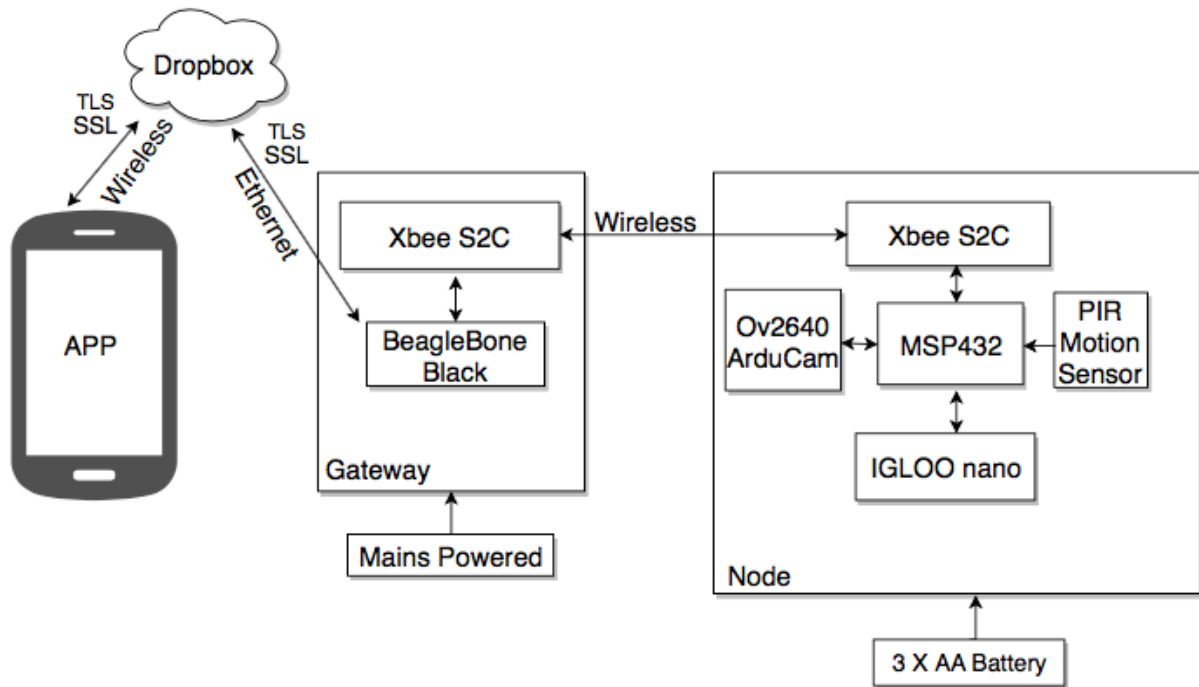 Dropbox
TLS
SSL
Wireless
TLS
SSL
Ethernet
APP
Xbee S2C
BeagleBone
Black
Gateway
Mains Powered
Wireless
Xbee S2C
Ov2640
ArduCam
MSP432
PIR
Motion
Sensor
IGLOO nano
Node
3 X AA Battery